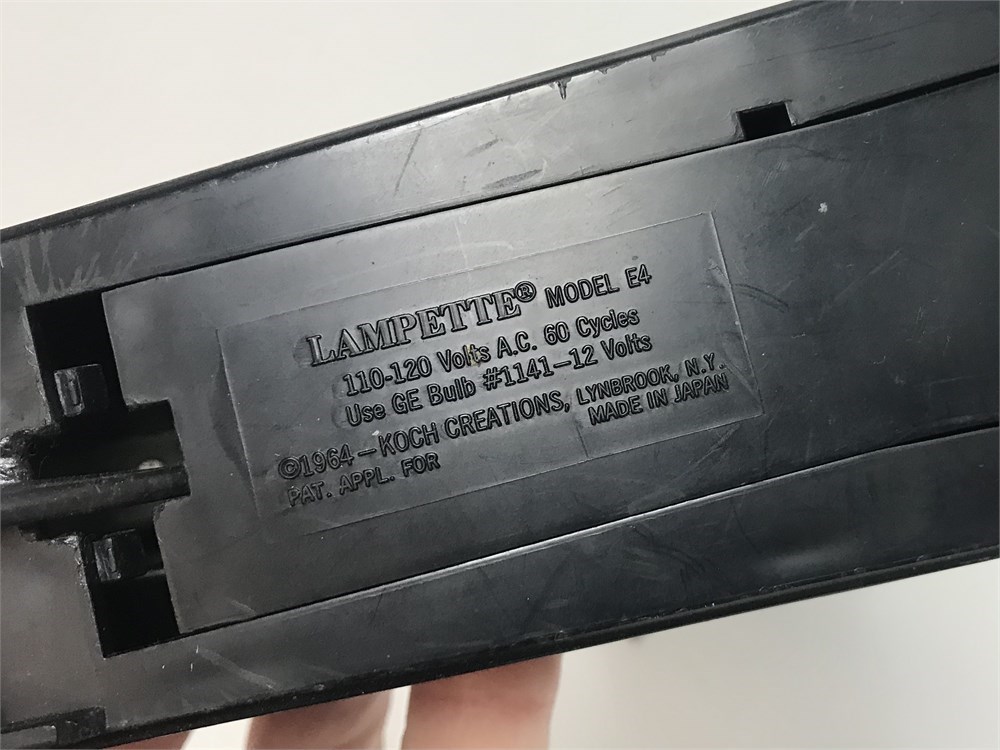 LAMPETTE® MODEL E4
110-120 Volts A.C. 60 Cycles
Use GE Bulb #1141-12 Volts
©1964-KOCH CREATIONS, LYNBROOK, N.Y.
PAT. APPL. FOR MADE IN JAPAN